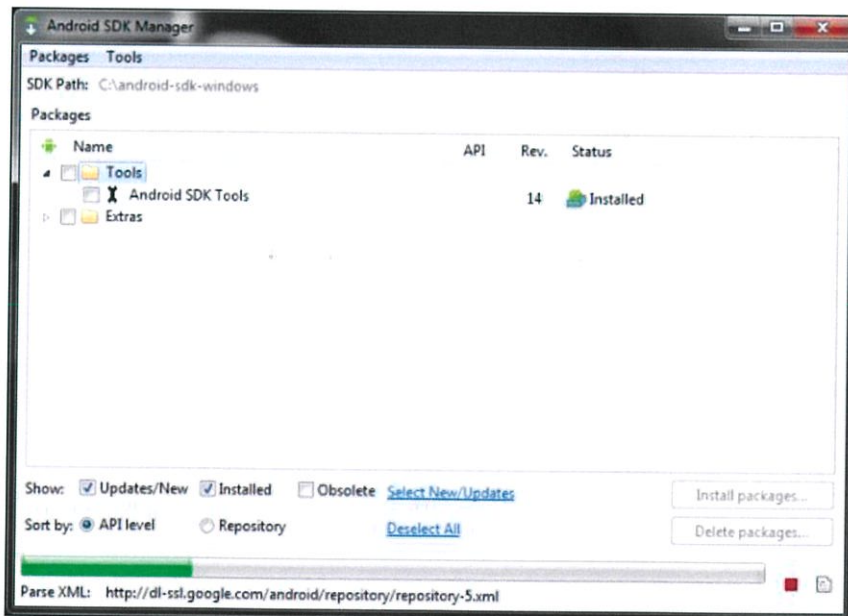 Android SDK Manager
Packages Tools
SDK Path: C:\android-sdk-windows
Packages
Name API Rev. Status
Tools
Android SDK Tools 14 Installed
Extras
Show: Updates/New Installed Obsolete Select New/Updates Install packages...
Sort by: API level Repository Deselect All Delete packages...
Parse XML: http://dl-ssl.google.com/android/repository/repository-5.xml